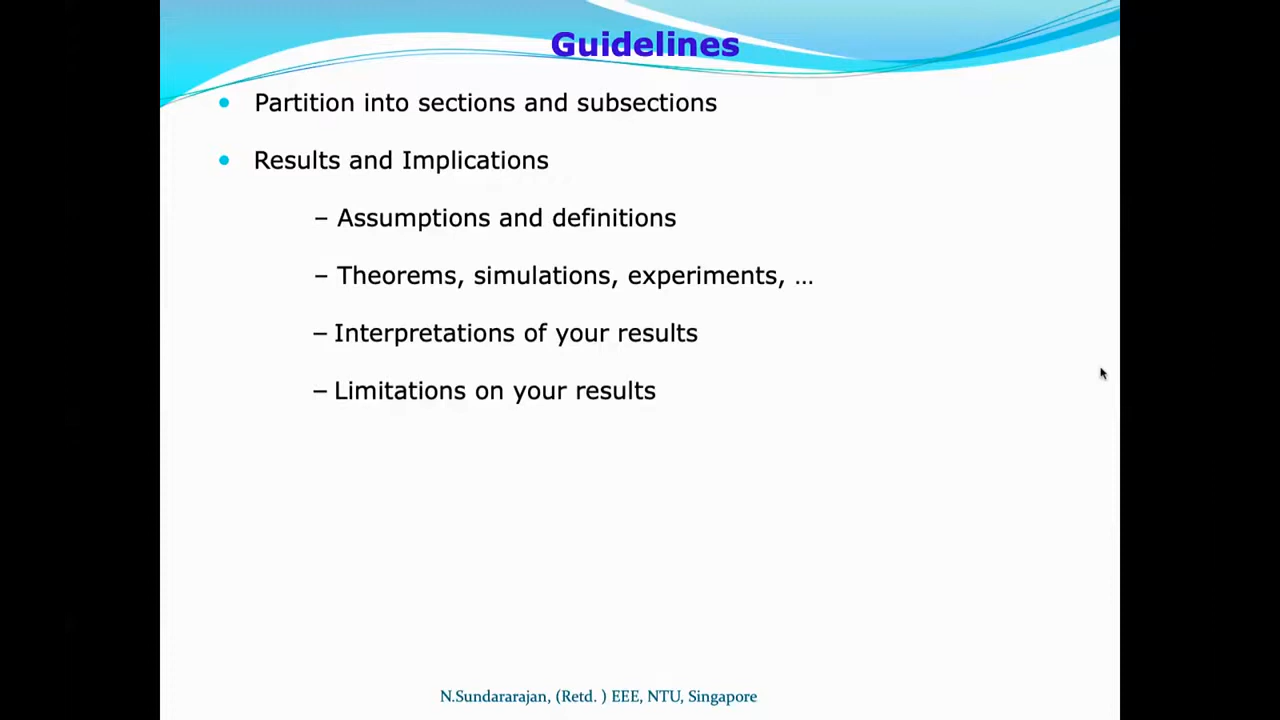 Guidelines
• Partition into sections and subsections
• Results and Implications
– Assumptions and definitions
– Theorems, simulations, experiments, ...
– Interpretations of your results
– Limitations on your results
N.Sundararajan, (Retd. ) EEE, NTU, Singapore